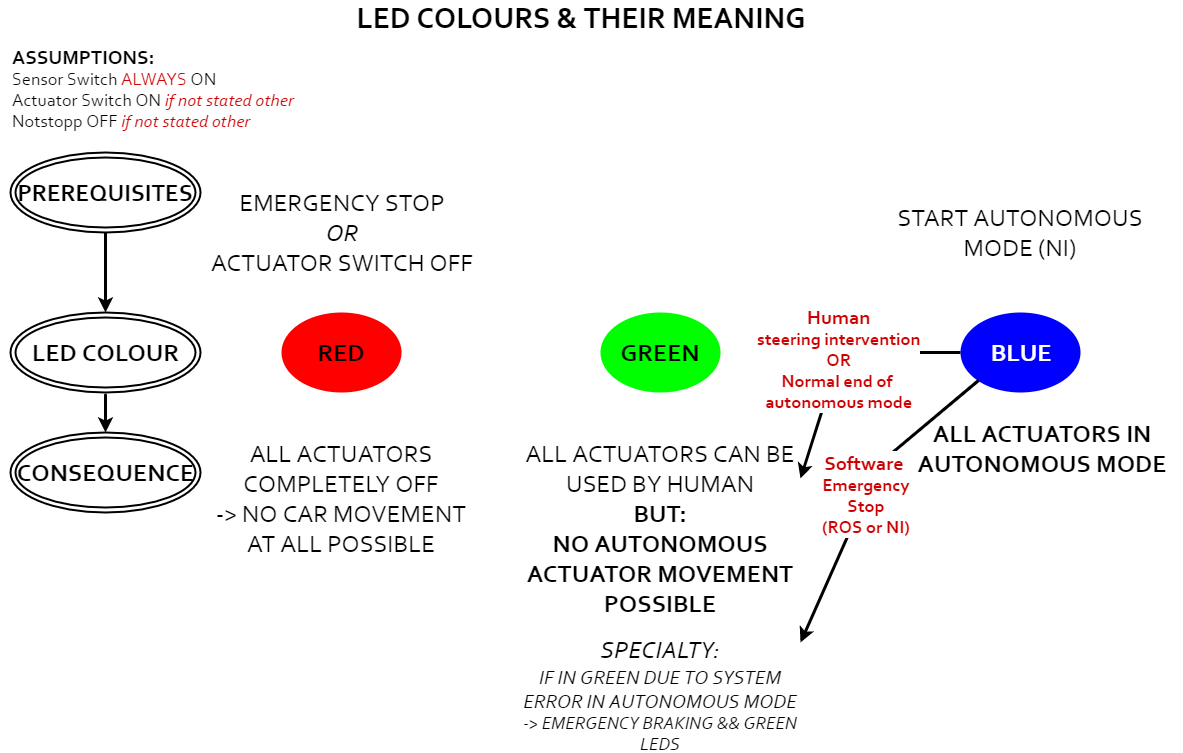 LED COLOURS & THEIR MEANING
ASSUMPTIONS:
Sensor Switch ALWAYS ON
Actuator Switch ON if not stated other
Notstopp OFF if not stated other
PREREQUISITES
EMERGENCY STOP
OR
ACTUATOR SWITCH OFF
START AUTONOMOUS
MODE (NI)
LED COLOUR
RED
GREEN
Human
steering intervention
OR
Normal end of
autonomous mode
BLUE
CONSEQUENCE
ALL ACTUATORS
COMPLETELY OFF
-> NO CAR MOVEMENT
AT ALL POSSIBLE
ALL ACTUATORS CAN BE
USED BY HUMAN
BUT:
NO AUTONOMOUS
ACTUATOR MOVEMENT
POSSIBLE
SPECIALTY:
IF IN GREEN DUE TO SYSTEM
ERROR IN AUTONOMOUS MODE
-> EMERGENCY BRAKING && GREEN
LEDS
Software
Emergency
Stop
(ROS or NI)
ALL ACTUATORS IN
AUTONOMOUS MODE